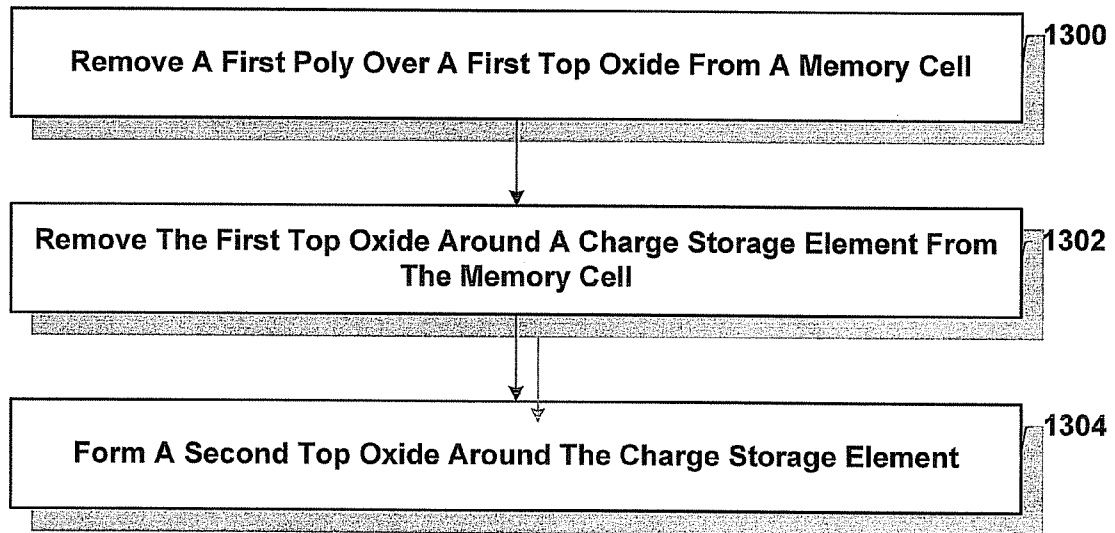 1300
Remove A First Poly Over A First Top Oxide From A Memory Cell
Remove The First Top Oxide Around A Charge Storage Element From
The Memory Cell
1302
Form A Second Top Oxide Around The Charge Storage Element
1304